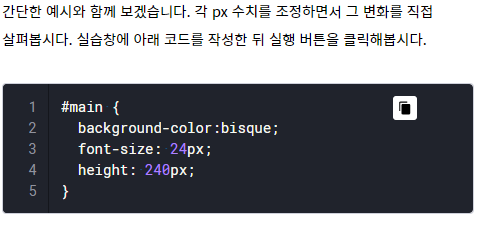 간단한 예시와 함께 보겠습니다. 각 px 수치를 조정하면서 그 변화를 직접
살펴봅시다. 실습창에 아래 코드를 작성한 뒤 실행 버튼을 클릭해봅시다.
1 #main {
2   background-color:bisque;
3   font-size: 24px;
4   height: 240px;
5 }